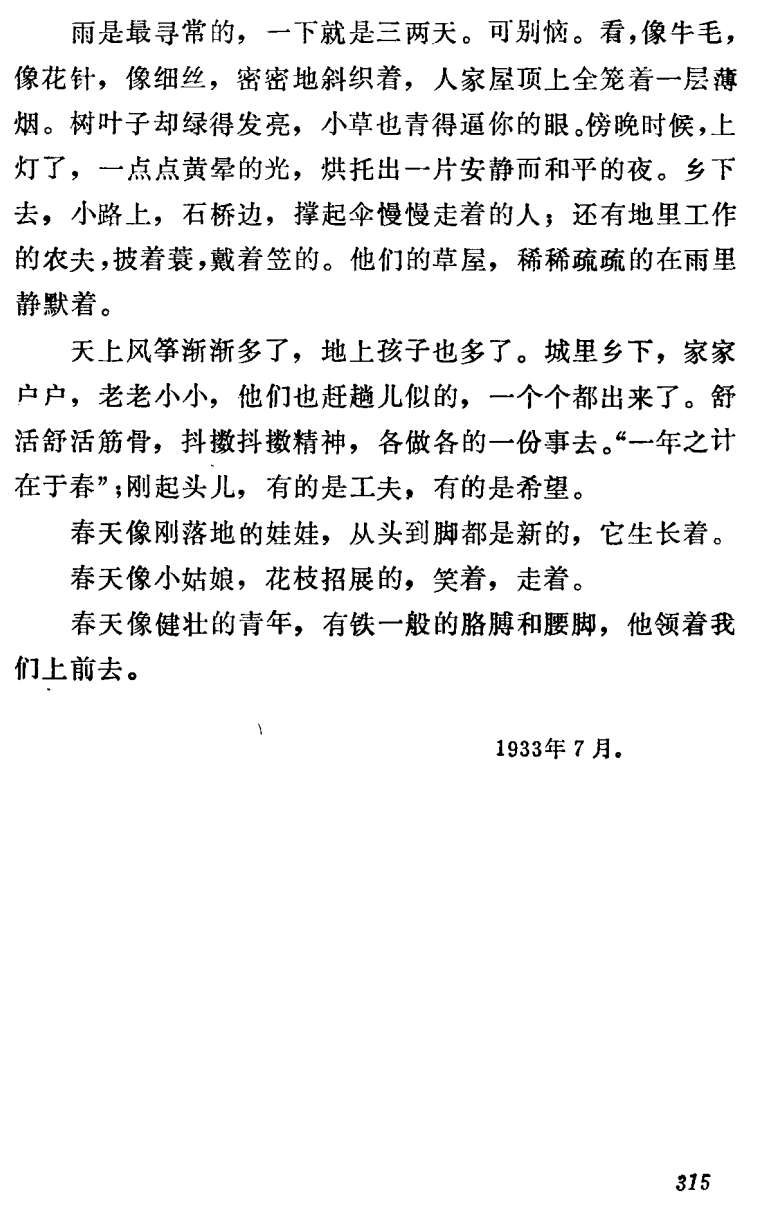 雨是最寻常的，一下就是三两天。可别恼。看，像牛毛，
像花针，像细丝，密密地斜织着，人家屋顶上全笼着一层薄
烟。树叶子却绿得发亮，小草也青得逼你的眼。傍晚时候，上
灯了，一点点黄晕的光，烘托出一片安静而和平的夜。乡下
去，小路上，石桥边，撑起伞慢慢走着的人；还有地里工作
的农夫，披着蓑，戴着笠的。他们的草屋，稀稀疏疏的在雨里
静默着。
天上风筝渐渐多了，地上孩子也多了。城里乡下，家家
户户，老老小小，他们也赶趟儿似的，一个个都出来了。舒
活舒活筋骨，抖擞抖擞精神，各做各的一份事去。“一年之计
在于春”；刚起头儿，有的是工夫，有的是希望。
春天像刚落地的娃娃，从头到脚都是新的，它生长着。
春天像小姑娘，花枝招展的，笑着，走着。
春天像健壮的青年，有铁一般的胳膊和腰脚，他领着我
们上前去。
1933年7月.
315